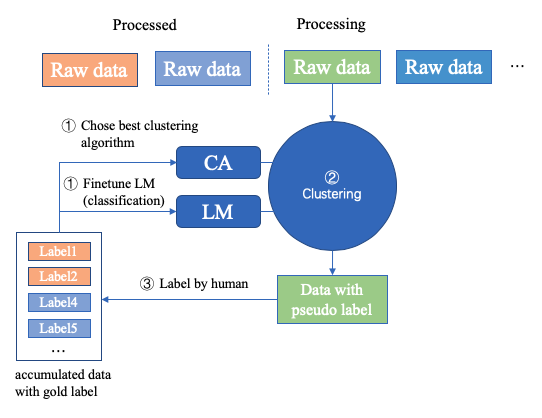 Processed
Processing
Raw data
Raw data
Raw data
Raw data
...
① Chose best clustering
algorithm
CA
① Finetune LM
(classification)
LM
②
Clustering
Label1
Label2
Label4
Label5
...
③ Label by human
Data with
pseudo label
accumulated data
with gold label